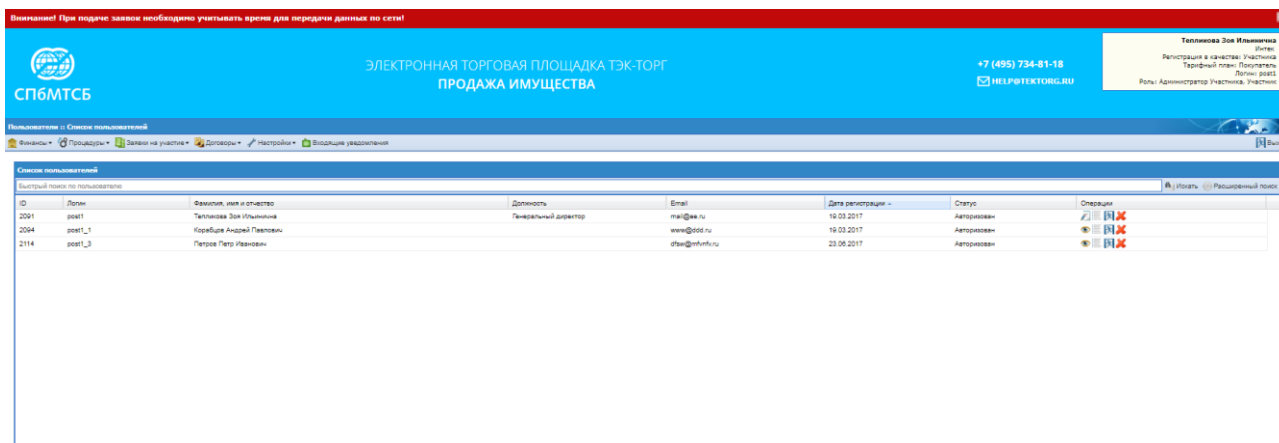 Внимание! При подаче заявок необходимо учитывать время для передачи данных по сети!
СПбМТСБ
ЭЛЕКТРОННАЯ ТОРГОВАЯ ПЛОЩАДКА ТЭК-ТОРГ
ПРОДАЖА ИМУЩЕСТВА
+7 (495) 734-81-18
HELP@TEKTORG.RU
Тепликова Зоя Ильинична
Интек
Регистрация в качестве: Участника
Тарифный план: Покупатель
Логин: post1
Роль: Администратор Участника, Участник
Пользователи :: Список пользователей
Финансы Процедуры Заявки на участие Договоры Настройки Входящие уведомления
Список пользователей
Быстрый поиск по пользователю Искать Расширенный поиск
ID Логин Фамилия, имя и отчество Должность Email Дата регистрации Статус Операции
2091 post1 Тепликова Зоя Ильинична Генеральный директор mail@ee.ru 19.03.2017 Авторизован
2094 post1_1 Андрей Павлович www@ddd.ru 19.03.2017 Авторизован
2114 post1_3 Петров Петр Иванович 23.06.2017 Авторизован